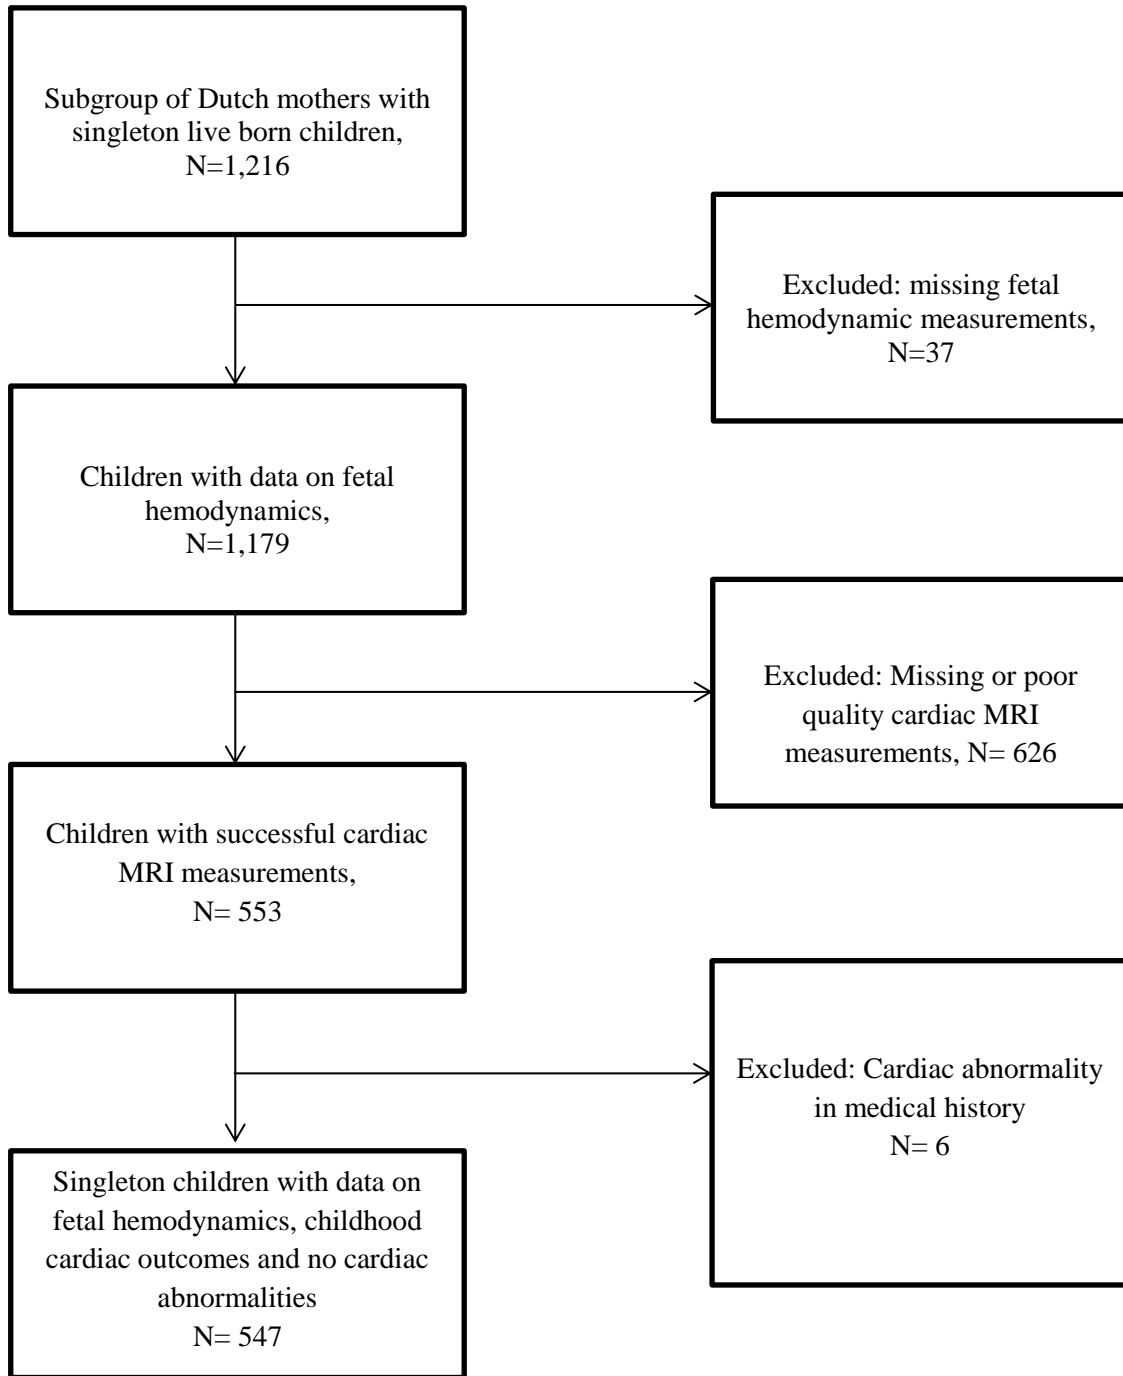 Subgroup of Dutch mothers with
singleton live born children,
N=1,216
Excluded: missing fetal
hemodynamic measurements,
N=37
Children with data on fetal
hemodynamics,
N=1,179
Excluded: Missing or poor
quality cardiac MRI
measurements, N= 626
Children with successful cardiac
MRI measurements,
N= 553
Excluded: Cardiac abnormality
in medical history
N= 6
Singleton children with data on
fetal hemodynamics, childhood
cardiac outcomes and no cardiac
abnormalities
N= 547